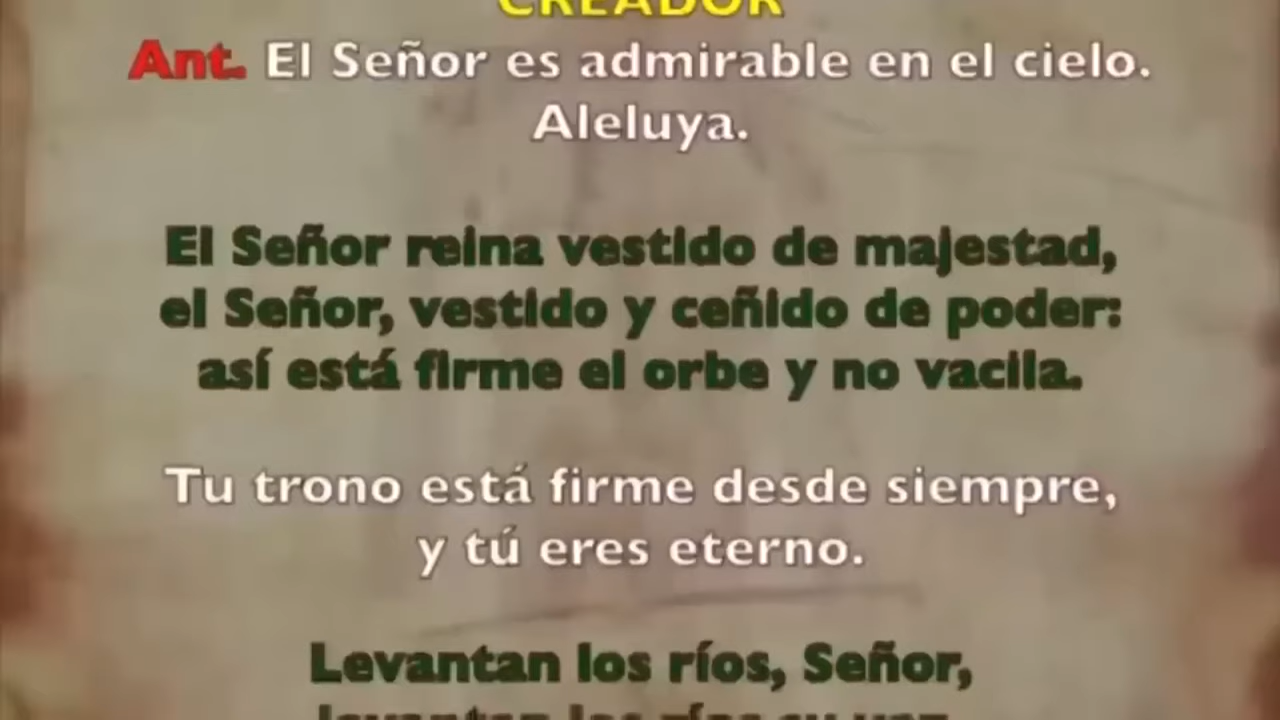 CREADOR
Ant. El Señor es admirable en el cielo.
Aleluya.
El Señor reina vestido de majestad,
el Señor, vestido y ceñido de poder:
así está firme el orbe y no vacila.
Tu trono está firme desde siempre,
y tú eres eterno.
Levantan los ríos, Señor,
levantan los ríos su voz,